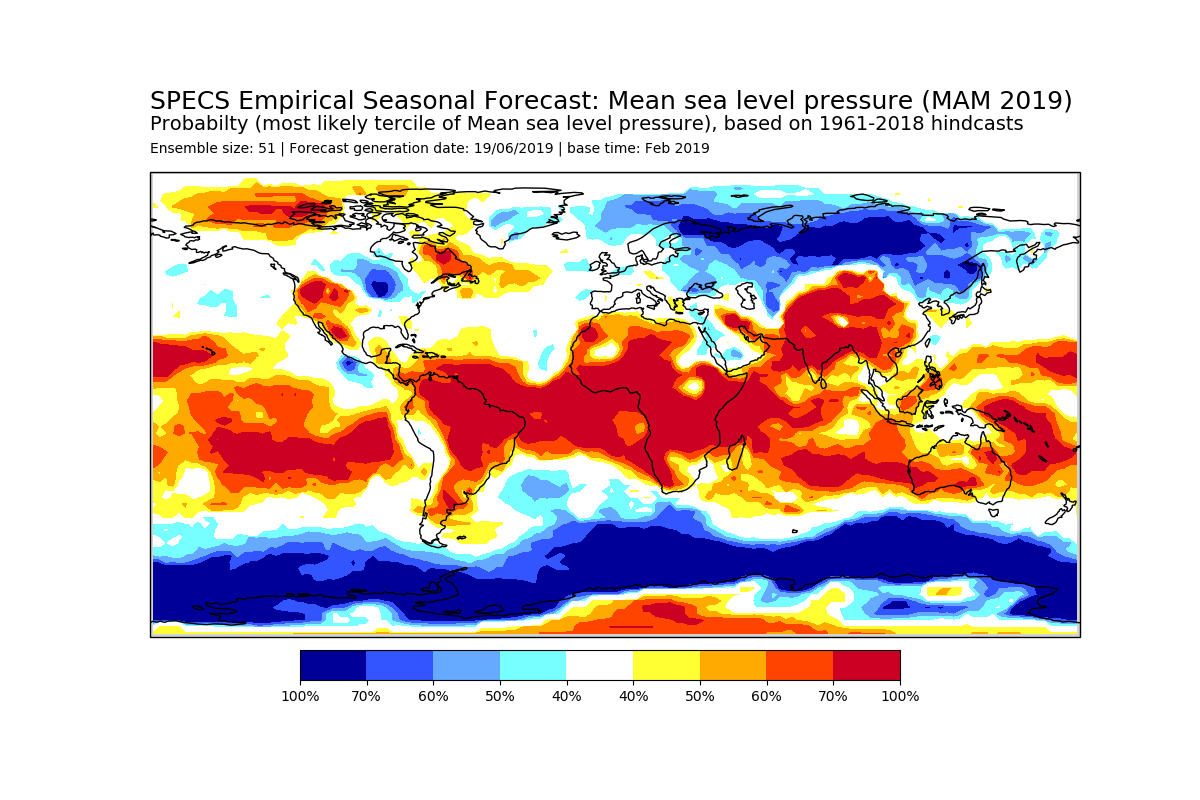 SPECS Empirical Seasonal Forecast: Mean sea level pressure (MAM 2019)
Probabilty (most likely tercile of Mean sea level pressure), based on 1961-2018 hindcasts
Ensemble size: 51 | Forecast generation date: 19/06/2019 | base time: Feb 2019
100% 70% 60% 50% 40% 40% 50% 60% 70% 100%